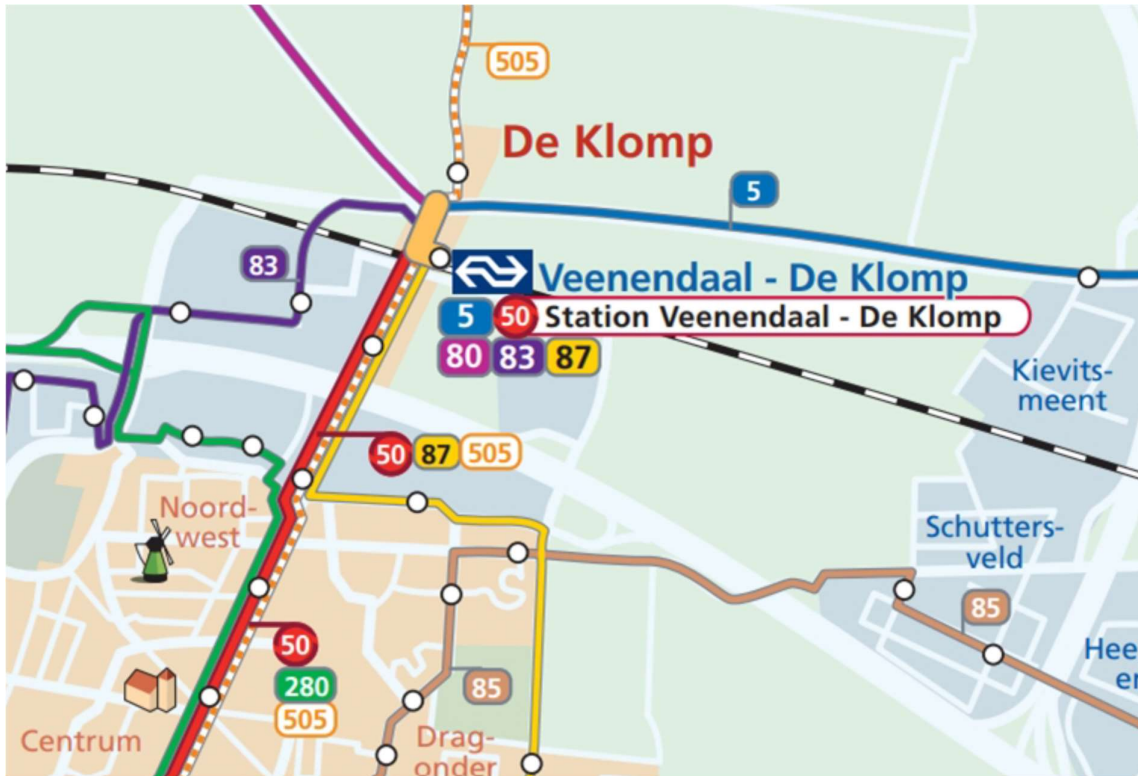 505
De Klomp
5
83
Veenendaal - De Klomp
5 50 Station Veenendaal - De Klomp
80 83 87
Kievits-
meent
50 87 505
Noord-
west
Schutters-
veld
85
50
280
505
85
Hee
er
Centrum
Drag-
onder